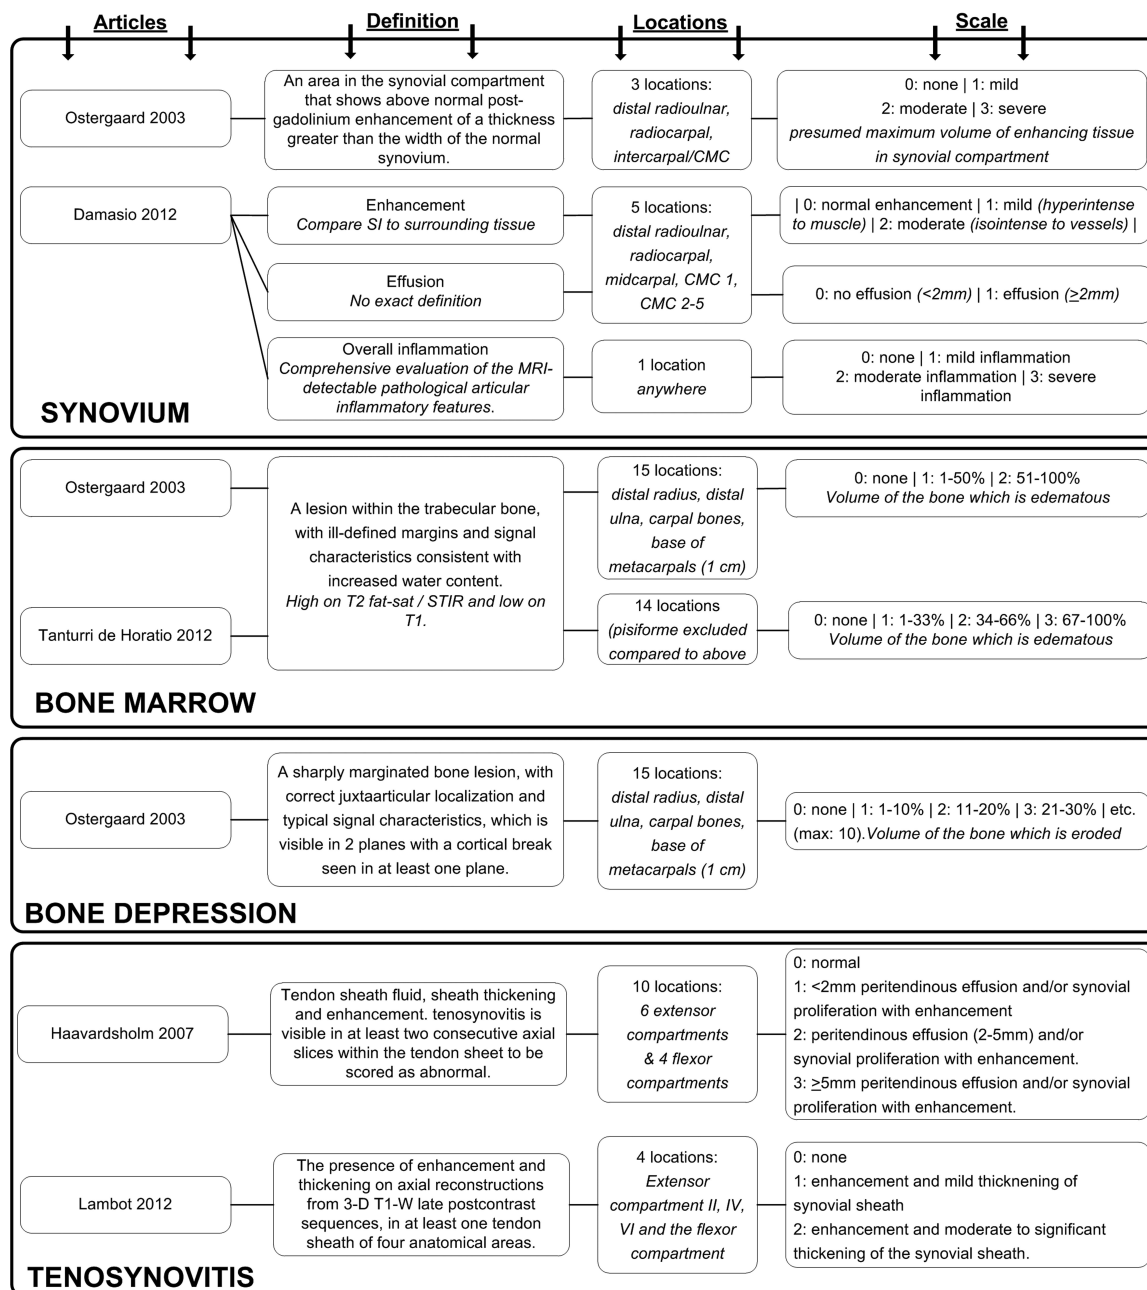 Articles
Definition
Locations
Scale
Ostergaard 2003
An area in the synovial compartment
that shows above normal post-
gadolinium enhancement of a thickness
greater than the width of the normal
synovium.
3 locations:
distal radioulnar,
radiocarpal,
intercarpal/CMC
0: none | 1: mild
2: moderate | 3: severe
presumed maximum volume of enhancing tissue
in synovial compartment
Damasio 2012
Enhancement
Compare SI to surrounding tissue
5 locations:
distal radioulnar,
radiocarpal,
midcarpal, CMC 1,
CMC 2-5
| 0: normal enhancement | 1: mild (hyperintense
to muscle) | 2: moderate (isointense to vessels) |
Effusion
No exact definition
0: no effusion (<2mm) | 1: effusion (≥2mm)
Overall inflammation
Comprehensive evaluation of the MRI-
detectable pathological articular
inflammatory features.
1 location
anywhere
0: none | 1: mild inflammation
2: moderate inflammation | 3: severe
inflammation
SYNOVIUM
Ostergaard 2003
A lesion within the trabecular bone,
with ill-defined margins and signal
characteristics consistent with
increased water content.
High on T2 fat-sat / STIR and low on
T1.
15 locations:
distal radius, distal
ulna, carpal bones,
base of
metacarpals (1 cm)
0: none | 1: 1-50% | 2: 51-100%
Volume of the bone which is edematous
Tanturri de Horatio 2012
14 locations
(pisiforme excluded
compared to above
0: none | 1: 1-33% | 2: 34-66% | 3: 67-100%
Volume of the bone which is edematous
BONE MARROW
Ostergaard 2003
A sharply marginated bone lesion, with
correct juxtaarticular localization and
typical signal characteristics, which is
visible in 2 planes with a cortical break
seen in at least one plane.
15 locations:
distal radius, distal
ulna, carpal bones,
base of
metacarpals (1 cm)
0: none | 1: 1-10% | 2: 11-20% | 3: 21-30% | etc.
(max: 10).Volume of the bone which is eroded
BONE DEPRESSION
Haavardsholm 2007
Tendon sheath fluid, sheath thickening
and enhancement. tenosynovitis is
visible in at least two consecutive axial
slices within the tendon sheet to be
scored as abnormal.
10 locations:
6 extensor
compartments
& 4 flexor
compartments
0: normal
1: <2mm peritendinous effusion and/or synovial
proliferation with enhancement
2: peritendinous effusion (2-5mm) and/or
synovial proliferation with enhancement.
3: ≥5mm peritendinous effusion and/or synovial
proliferation with enhancement.
Lambot 2012
The presence of enhancement and
thickening on axial reconstructions
from 3-D T1-W late postcontrast
sequences, in at least one tendon
sheath of four anatomical areas.
4 locations:
Extensor
compartment II, IV,
VI and the flexor
compartment
0: none
1: enhancement and mild thicknening of
synovial sheath
2: enhancement and moderate to significant
thickening of the synovial sheath.
TENOSYNOVITIS